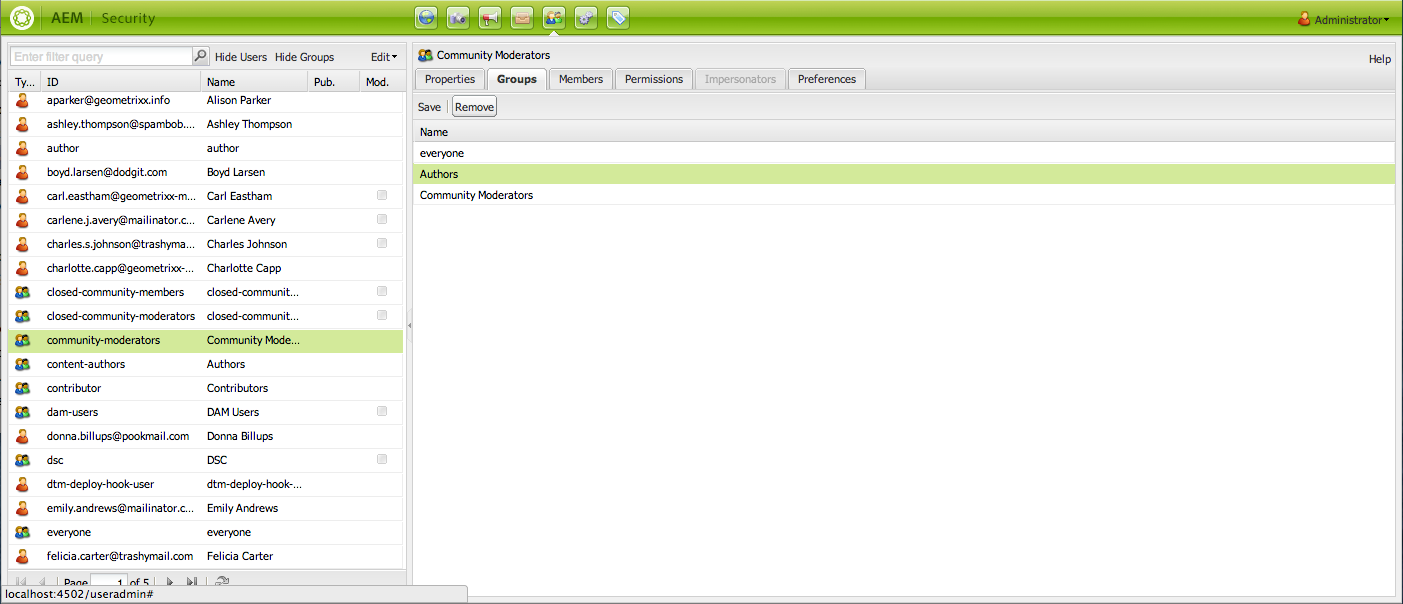 AEM Security Administrator
Enter filter query Hide Users Hide Groups Edit
Ty... ID Name Pub. Mod.
aparker@geometrixx.info Alison Parker
ashley.thompson@spambob.... Ashley Thompson
author author
boyd.larsen@dodgit.com Boyd Larsen
carl.eastham@geometrixx-m... Carl Eastham
carlene.j.avery@mailinator.c... Carlene Avery
charles.s.johnson@trashyma... Charles Johnson
charlotte.capp@geometrixx-... Charlotte Capp
closed-community-members closed-communit...
closed-community-moderators closed-communit...
community-moderators Community Mode...
content-authors Authors
contributor Contributors
dam-users DAM Users
donna.billups@pookmail.com Donna Billups
dsc DSC
dtm-deploy-hook-user dtm-deploy-hook-...
emily.andrews@mailinator.c... Emily Andrews
everyone everyone
felicia.carter@trashymail.com Felicia Carter
Page 1 of 5
localhost:4502/useradmin#
Community Moderators
Help
Properties Groups Members Permissions Impersonators Preferences
Save Remove
Name
everyone
Authors
Community Moderators